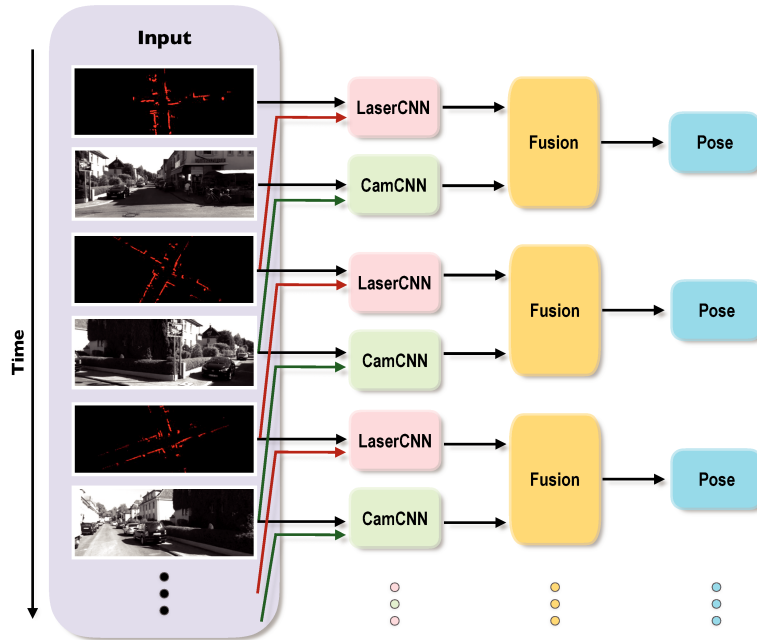 Input
Time
LaserCNN
CamCNN
Fusion
Pose
LaserCNN
CamCNN
Fusion
Pose
LaserCNN
CamCNN
Fusion
Pose